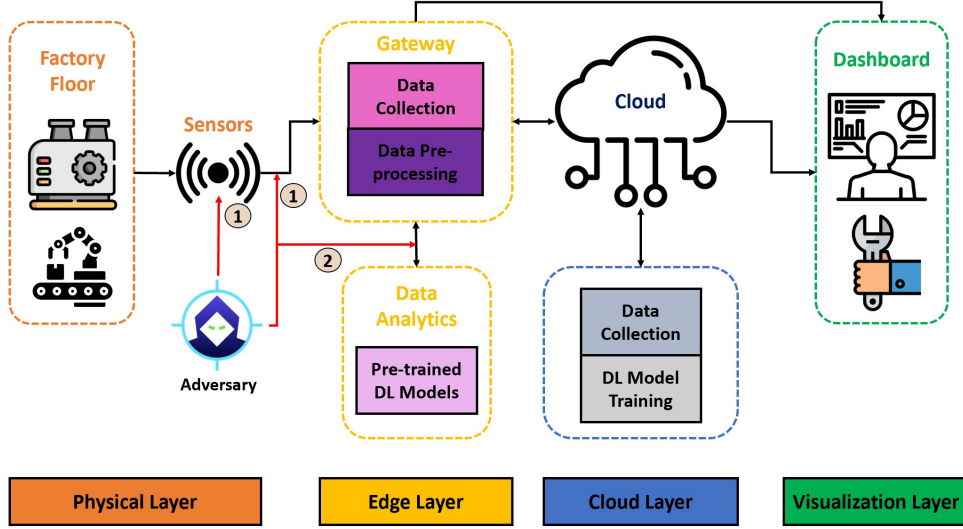 Factory
Floor
Sensors
1
1
2
Adversary
Gateway
Data
Collection
Data Pre-
processing
Data
Analytics
Pre-trained
DL Models
Cloud
Data
Collection
DL Model
Training
Dashboard
Physical Layer
Edge Layer
Cloud Layer
Visualization Layer